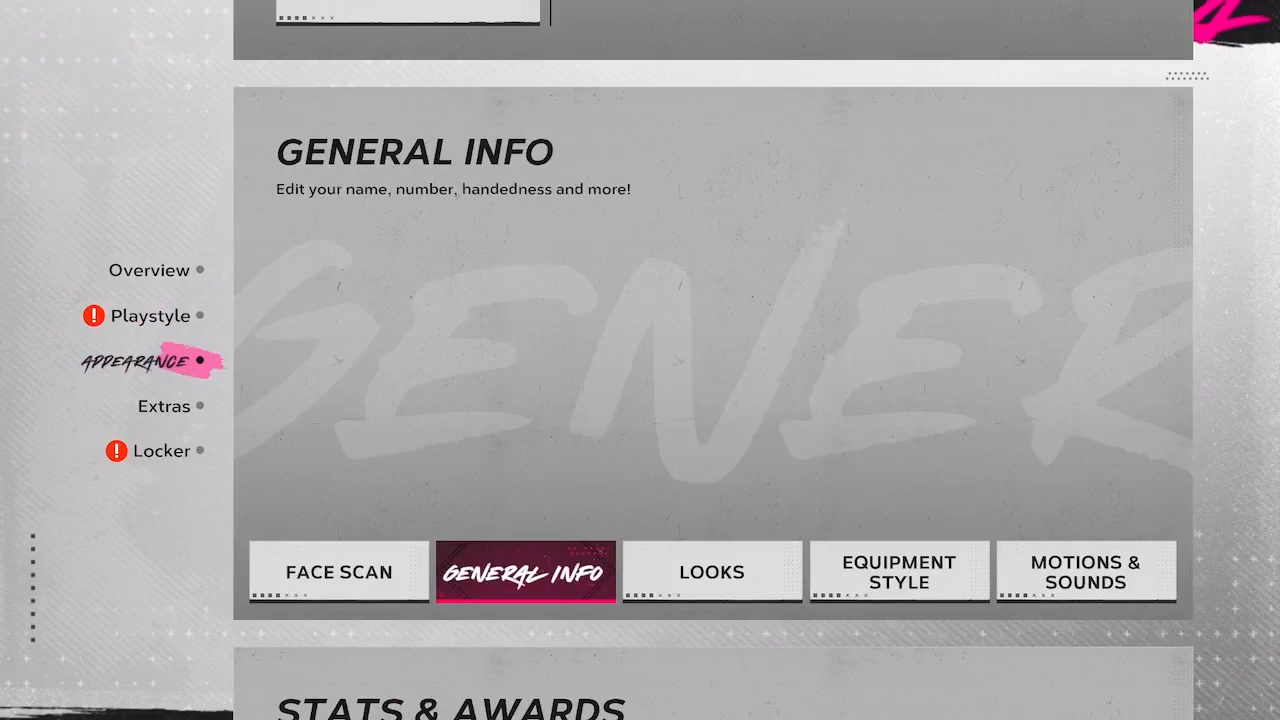 GENERAL INFO
Edit your name, number, handedness and more!
GENER
Overview
! Playstyle
APPEARANCE
Extras
! Locker
FACE SCAN
GENERAL INFO
LOOKS
EQUIPMENT
STYLE
MOTIONS &
SOUNDS
STATS & AWARDS